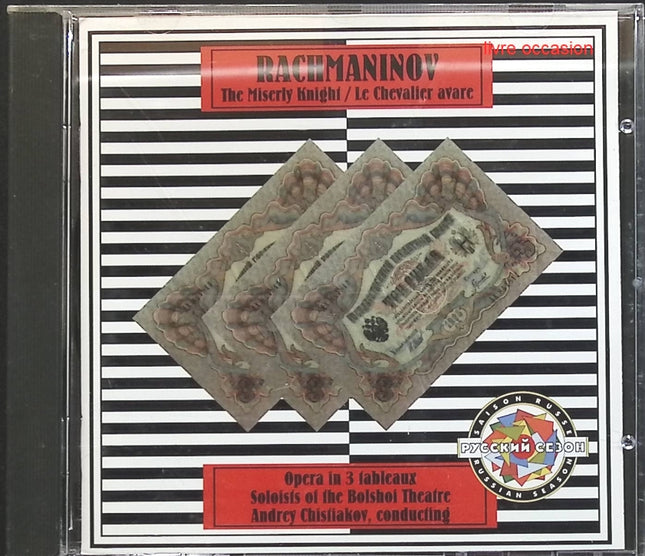 livre occasion
RACHMANINOV
The Miserly Knight / Le Chevalier avare
SAISON RUSSE
РУССКИЙ СЕЗОН
RUSSIAN SEASON
Opera in 3 tableaux
Soloists of the Bolshoi Theatre
Andrey Chistiakov, conducting